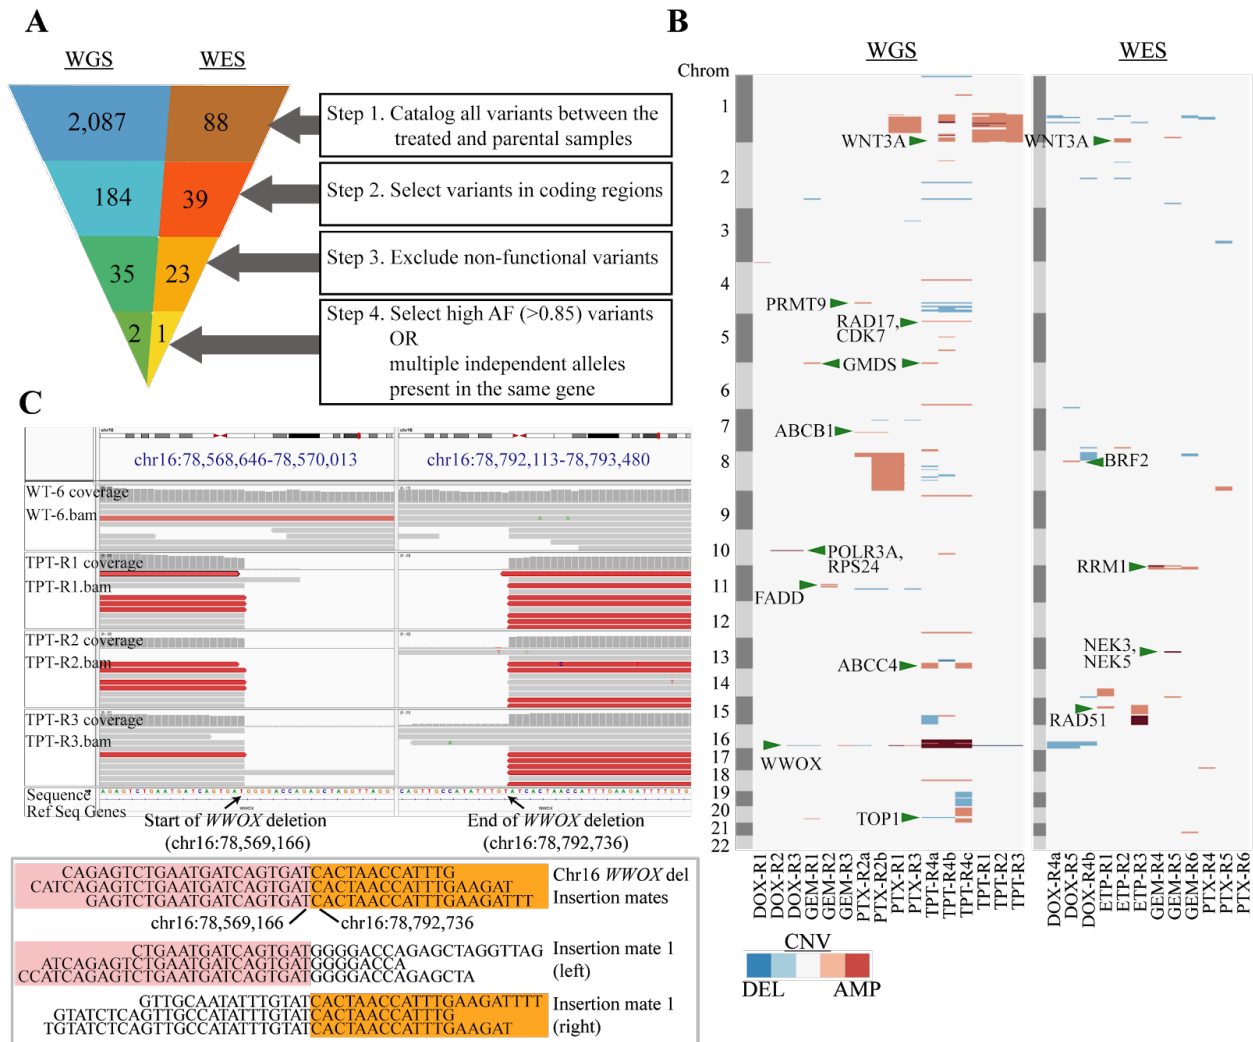 A
WGS WES
2,087 88
184 39
35 23
2 1
Step 1. Catalog all variants between the
treated and parental samples
Step 2. Select variants in coding regions
Step 3. Exclude non-functional variants
Step 4. Select high AF (>0.85) variants
OR
multiple independent alleles
present in the same gene
B
WGS WES
Chrom
1
2
3
4
5
6
7
8
9
10
11
12
13
14
15
16
17
18
19
20
21
22
WNT3A
PRMT9
RAD17,
CDK7
GMDS
ABCB1
POLR3A,
RPS24
FADD
ABCC4
WWOX
TOP1
WNT3A
BRF2
RRM1
NEK3,
NEK5
RAD51
DOX-R1
DOX-R2
DOX-R3
GEM-R1
GEM-R2
GEM-R3
PTX-R2a
PTX-R2b
PTX-R1
PTX-R3
TPT-R4a
TPT-R4b
TPT-R4c
TPT-R1
TPT-R2
TPT-R3
DOX-R4a
DOX-R5
DOX-R4b
ETP-R1
ETP-R2
ETP-R3
GEM-R4
GEM-R5
GEM-R6
PTX-R4
PTX-R5
PTX-R6
CNV
DEL AMP
C
chr16 chr16
chr16:78,568,646-78,570,013 chr16:78,792,113-78,793,480
WT-6 coverage
WT-6.bam
TPT-R1 coverage
TPT-R1.bam
TPT-R2 coverage
TPT-R2.bam
TPT-R3 coverage
TPT-R3.bam
Sequence
AGAGTCTGAATGATCAGTGATGGGGACCAGAGCTAGGTTAGG CAGTTGCCATATTTGTATCACTAACCATTTGAAGATTTTGTG
Ref Seq Genes
WWOX WWOX
Start of WWOX deletion
(chr16:78,569,166)
End of WWOX deletion
(chr16:78,792,736)
CAGAGTCTGAATGATCAGTGATCACTAACCATTTG
CATCAGAGTCTGAATGATCAGTGATCACTAACCATTTGAAGAT
GAGTCTGAATGATCAGTGATCACTAACCATTTGAAGATTT
Chr16 WWOX del
Insertion mates
chr16:78,569,166 chr16:78,792,736
CTGAATGATCAGTGATGGGGACCAGAGCTAGGTTAG
ATCAGAGTCTGAATGATCAGTGATGGGGACCA
CCATCAGAGTCTGAATGATCAGTGATGGGGACCAGAGCTA
Insertion mate 1
(left)
GTTGCAATATTTGTATCACTAACCATTTGAAGATTTT
GTATCTCAGTTGCCATATTTGTATCACTAACCATTTG
TGTATCTCAGTTGCCATATTTGTATCACTAACCATTTGAAGAT
Insertion mate 1
(right)